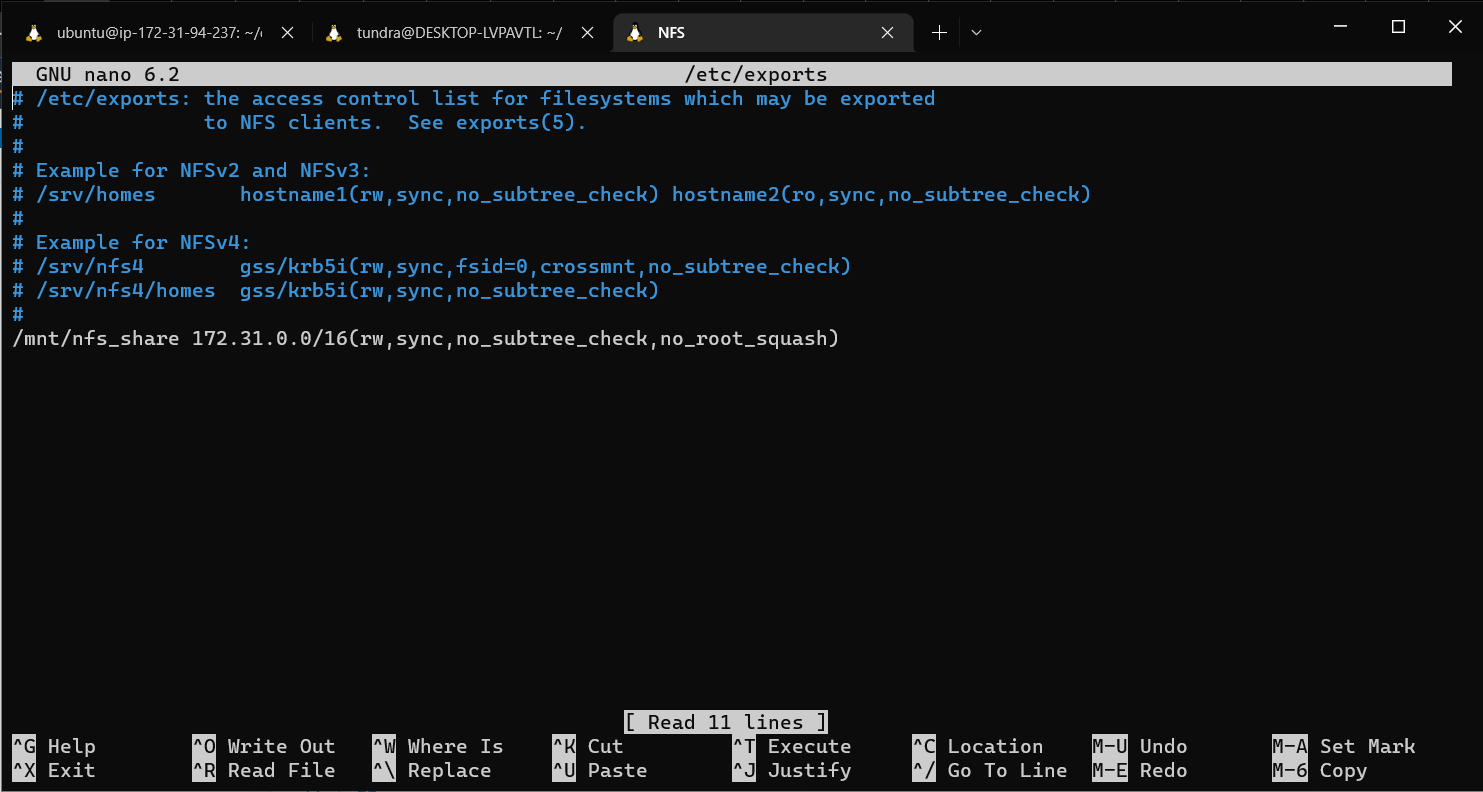 ubuntu@ip-172-31-94-237: ~/ tundra@DESKTOP-LVPAVTL: ~/ NFS
GNU nano 6.2 /etc/exports
# /etc/exports: the access control list for filesystems which may be exported
#               to NFS clients.  See exports(5).
#
# Example for NFSv2 and NFSv3:
# /srv/homes       hostname1(rw,sync,no_subtree_check) hostname2(ro,sync,no_subtree_check)
#
# Example for NFSv4:
# /srv/nfs4        gss/krb5i(rw,sync,fsid=0,crossmnt,no_subtree_check)
# /srv/nfs4/homes  gss/krb5i(rw,sync,no_subtree_check)
#
/mnt/nfs_share 172.31.0.0/16(rw,sync,no_subtree_check,no_root_squash)
[ Read 11 lines ]
^G Help ^O Write Out ^W Where Is ^K Cut ^T Execute ^C Location M-U Undo M-A Set Mark
^X Exit ^R Read File ^\ Replace ^U Paste ^J Justify ^/ Go To Line M-E Redo M-6 Copy